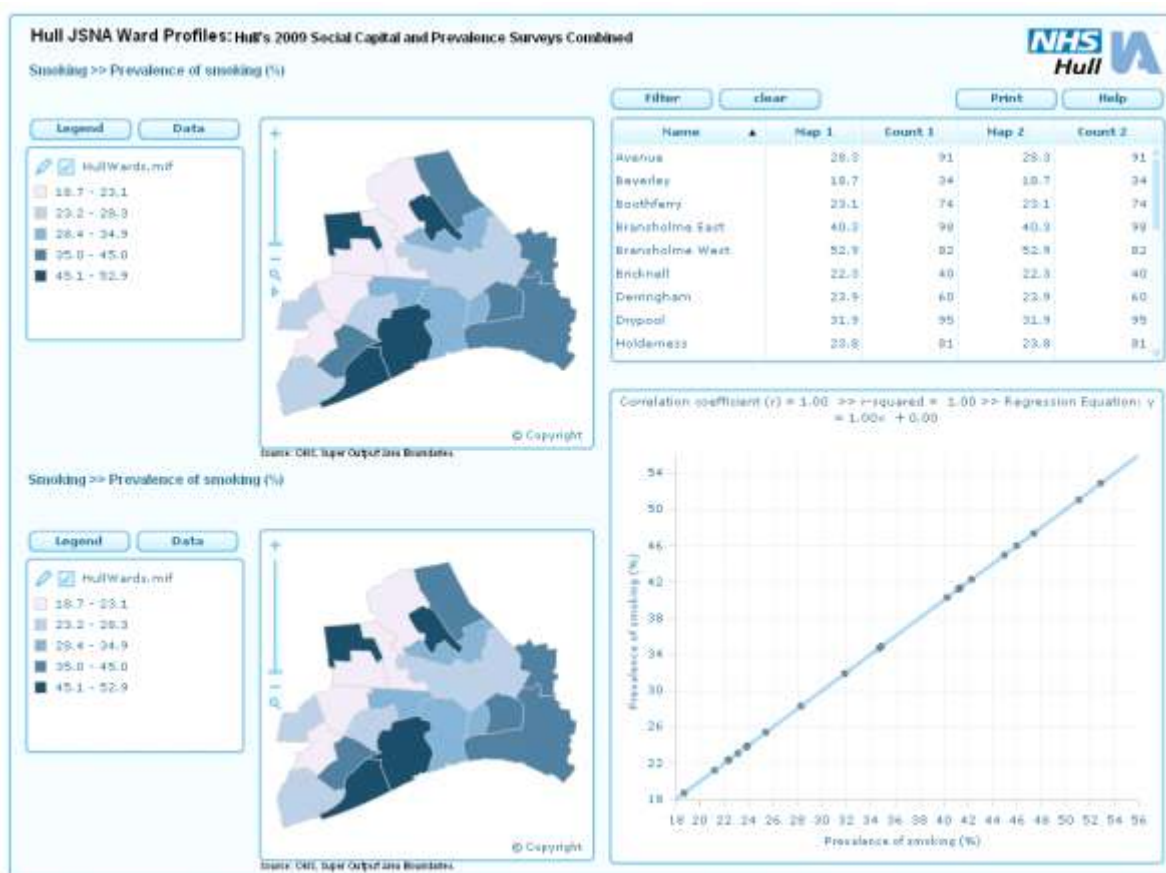 Hull JSNA Ward Profiles: Hull's 2009 Social Capital and Prevalence Surveys Combined
NHS
Hull
Smoking >> Prevalence of smoking (%)
Filter clear Print Help
Legend Data
HullWards.mif
18.7 - 23.1
23.2 - 28.3
28.4 - 34.9
35.0 - 45.0
45.1 - 52.9
© Copyright
Source: ONS, Super Output Area Boundaries.
Name Map 1 Count 1 Map 2 Count 2
Avenue 28.3 91 28.3 91
Beverley 18.7 34 18.7 34
Boothferry 23.1 74 23.1 74
Bransholme East 40.3 98 40.3 98
Bransholme West 52.9 82 52.9 82
Bricknell 22.3 40 22.3 40
Derringham 23.9 60 23.9 60
Drypool 31.9 95 31.9 95
Holderness 23.8 81 23.8 81
Smoking >> Prevalence of smoking (%)
Legend Data
HullWards.mif
18.7 - 23.1
23.2 - 28.3
28.4 - 34.9
35.0 - 45.0
45.1 - 52.9
© Copyright
Source: ONS, Super Output Area Boundaries.
Correlation coefficient (r) = 1.00 >> r-squared = 1.00 >> Regression Equation: y
= 1.00x + 0.00
Prevalence of smoking (%)
54
50
46
42
38
34
30
26
22
18
18 20 22 24 26 28 30 32 34 36 38 40 42 44 46 48 50 52 54 56
Prevalence of smoking (%)